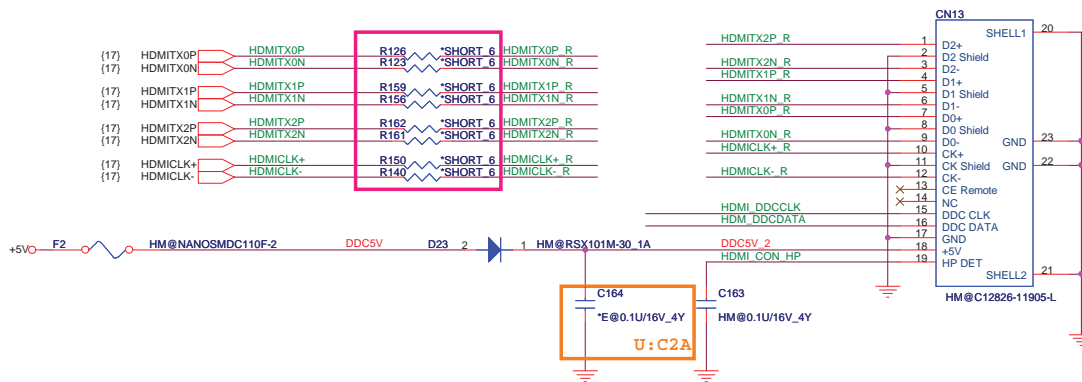 CN13
{17} HDMITX0P HDMITX0P R126 *SHORT_6 HDMITX0P_R
{17} HDMITX0N HDMITX0N R123 *SHORT_6 HDMITX0N_R
{17} HDMITX1P HDMITX1P R159 *SHORT_6 HDMITX1P_R
{17} HDMITX1N HDMITX1N R156 *SHORT_6 HDMITX1N_R
{17} HDMITX2P HDMITX2P R162 *SHORT_6 HDMITX2P_R
{17} HDMITX2N HDMITX2N R161 *SHORT_6 HDMITX2N_R
{17} HDMICLK+ HDMICLK+ R150 *SHORT_6 HDMICLK+_R
{17} HDMICLK- HDMICLK- R140 *SHORT_6 HDMICLK-_R
SHELL1 20
HDMITX2P_R 1 D2+
2 D2 Shield
HDMITX2N_R 3 D2-
HDMITX1P_R 4 D1+
5 D1 Shield
HDMITX1N_R 6 D1-
HDMITX0P_R 7 D0+
8 D0 Shield
HDMITX0N_R 9 D0- GND 23
HDMICLK+_R 10 CK+
11 CK Shield GND 22
HDMICLK-_R 12 CK-
13 CE Remote
14 NC
HDMI_DDCCLK 15 DDC CLK
HDM_DDCDATA 16 DDC DATA
17 GND
+5V F2 HM@NANOSMDC110F-2 DDC5V D23 2 1 HM@RSX101M-30_1A DDC5V_2 18 +5V
HDMI_CON_HP 19 HP DET
SHELL2 21
HM@C12826-11905-L
C164 C163
*E@0.1U/16V_4Y HM@0.1U/16V_4Y
U:C2A